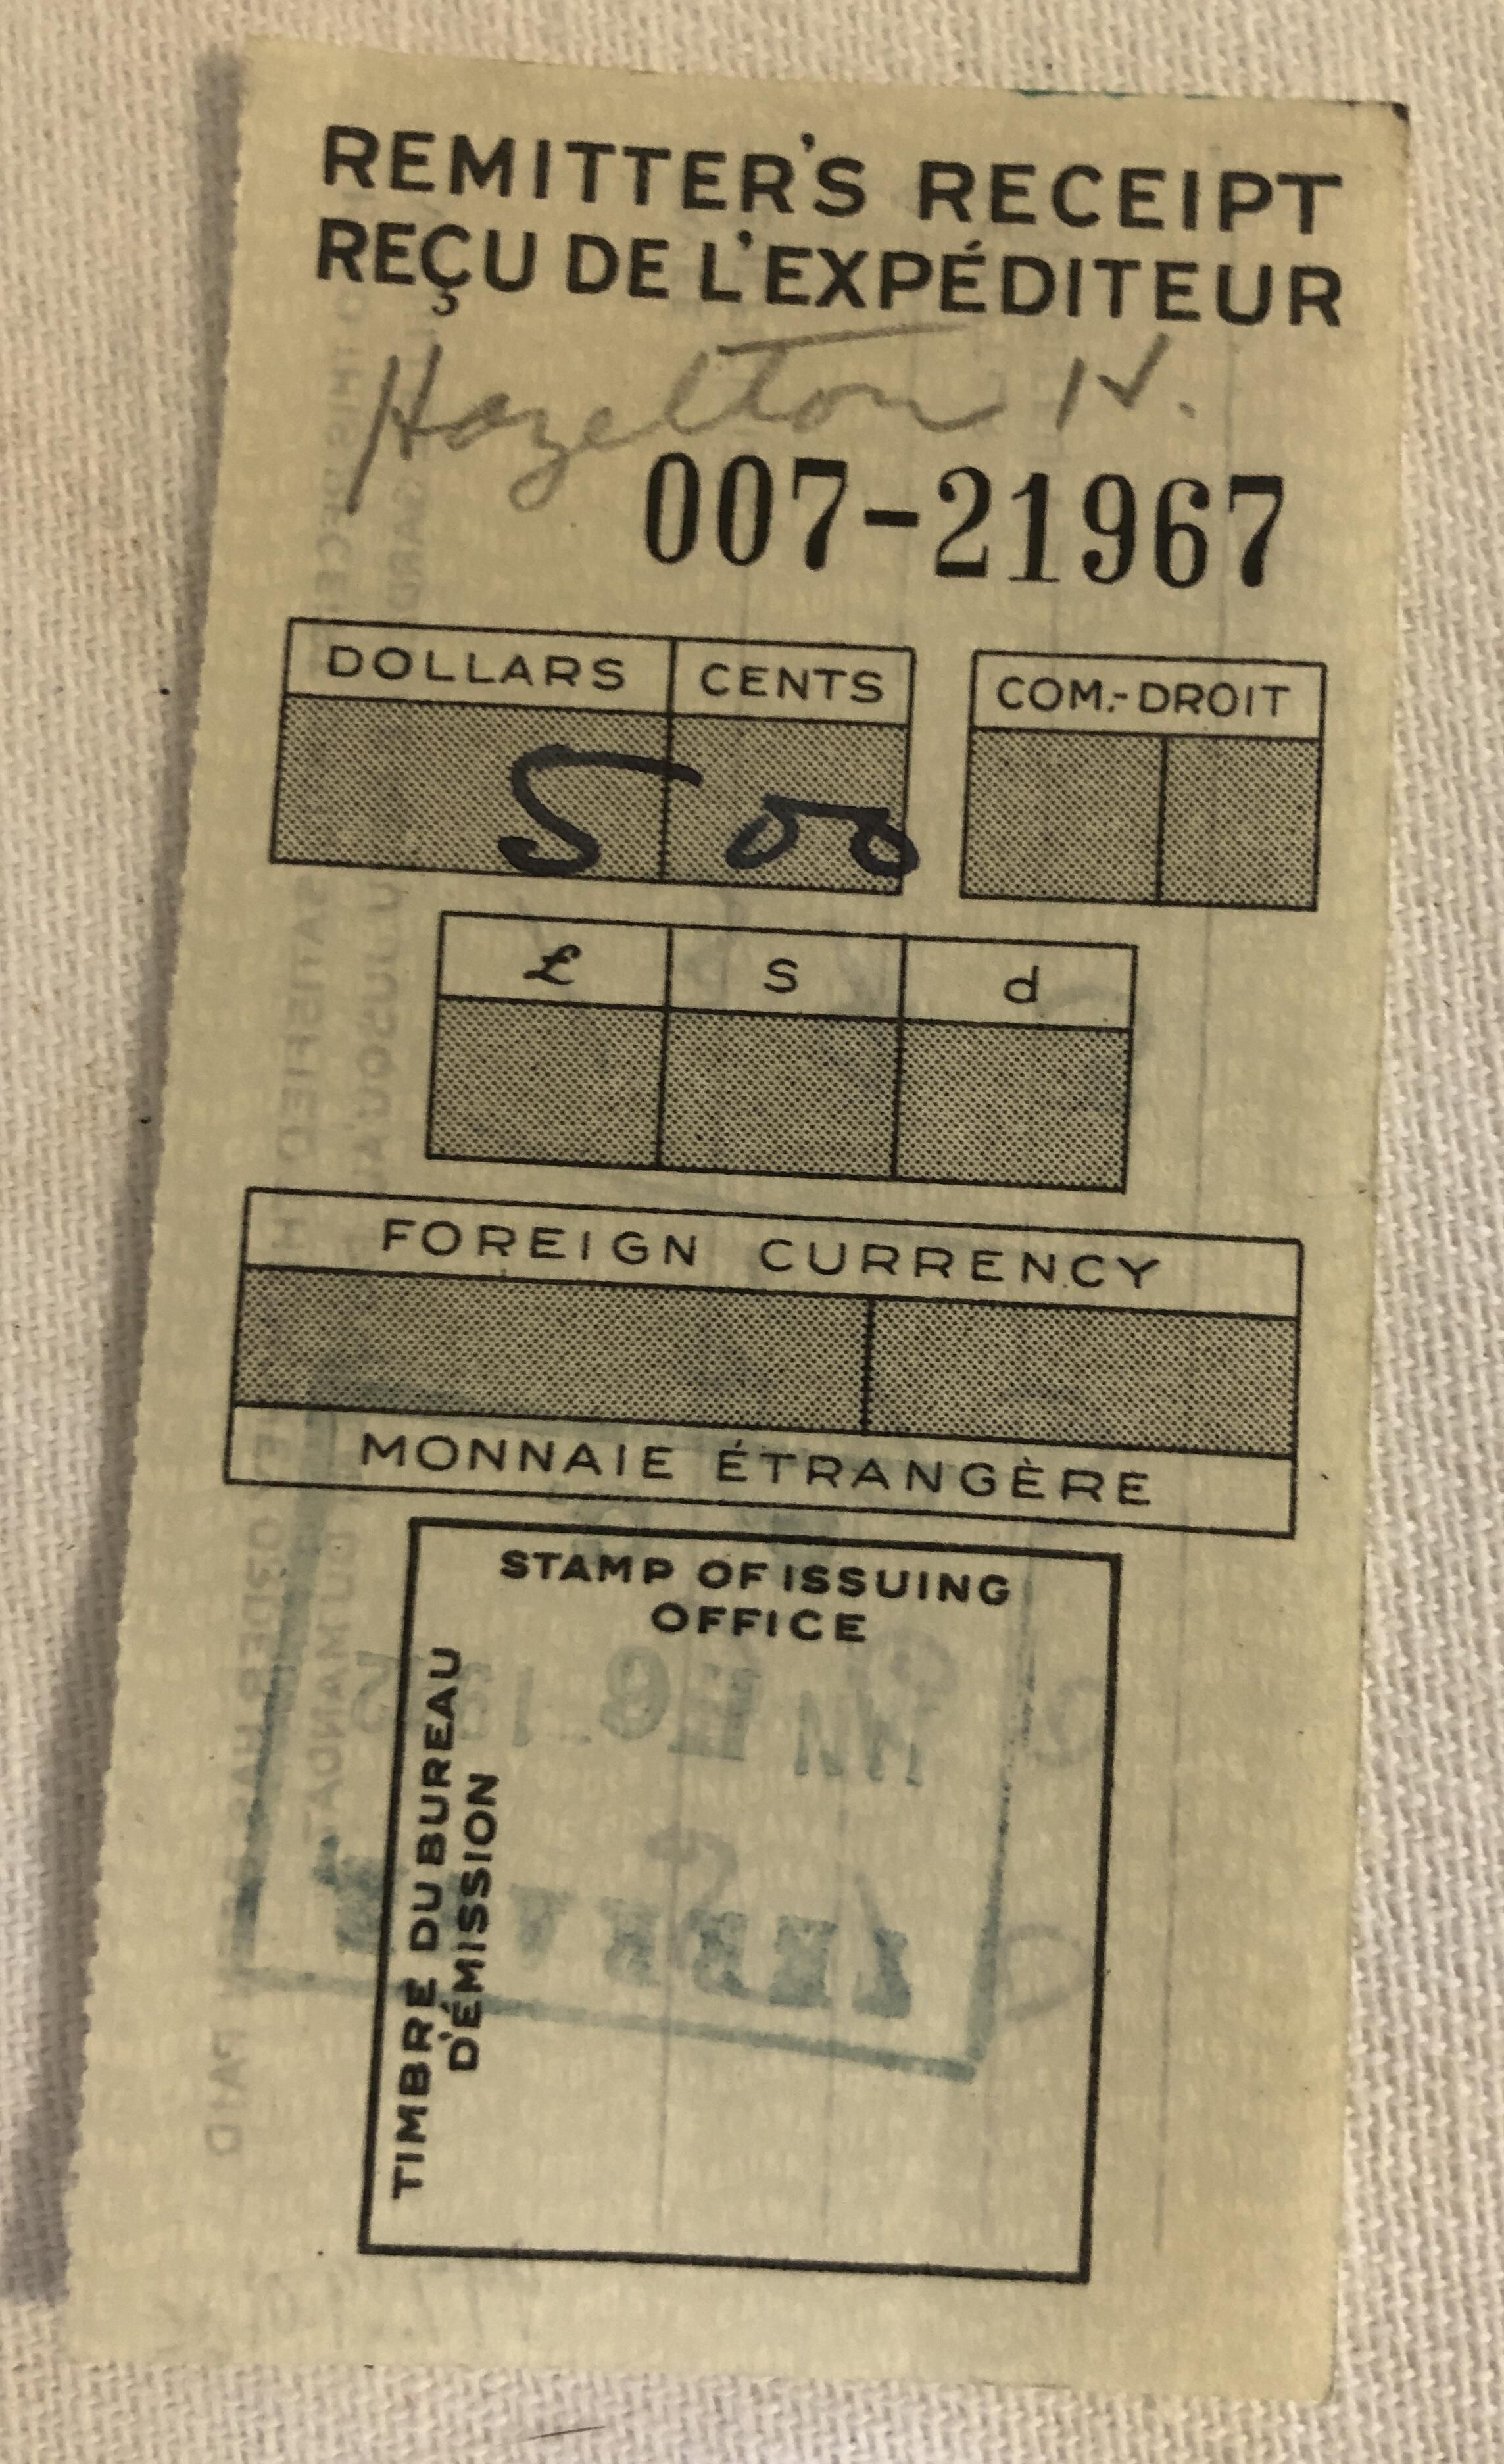 REMITTER'S RECEIPT
REÇU DE L'EXPÉDITEUR
Hazelton
007-21967
DOLLARS CENTS COM.-DROIT
5 00
£ s d
FOREIGN CURRENCY
MONNAIE ÉTRANGÈRE
STAMP OF ISSUING
OFFICE
TIMBRE DU BUREAU
D'ÉMISSION